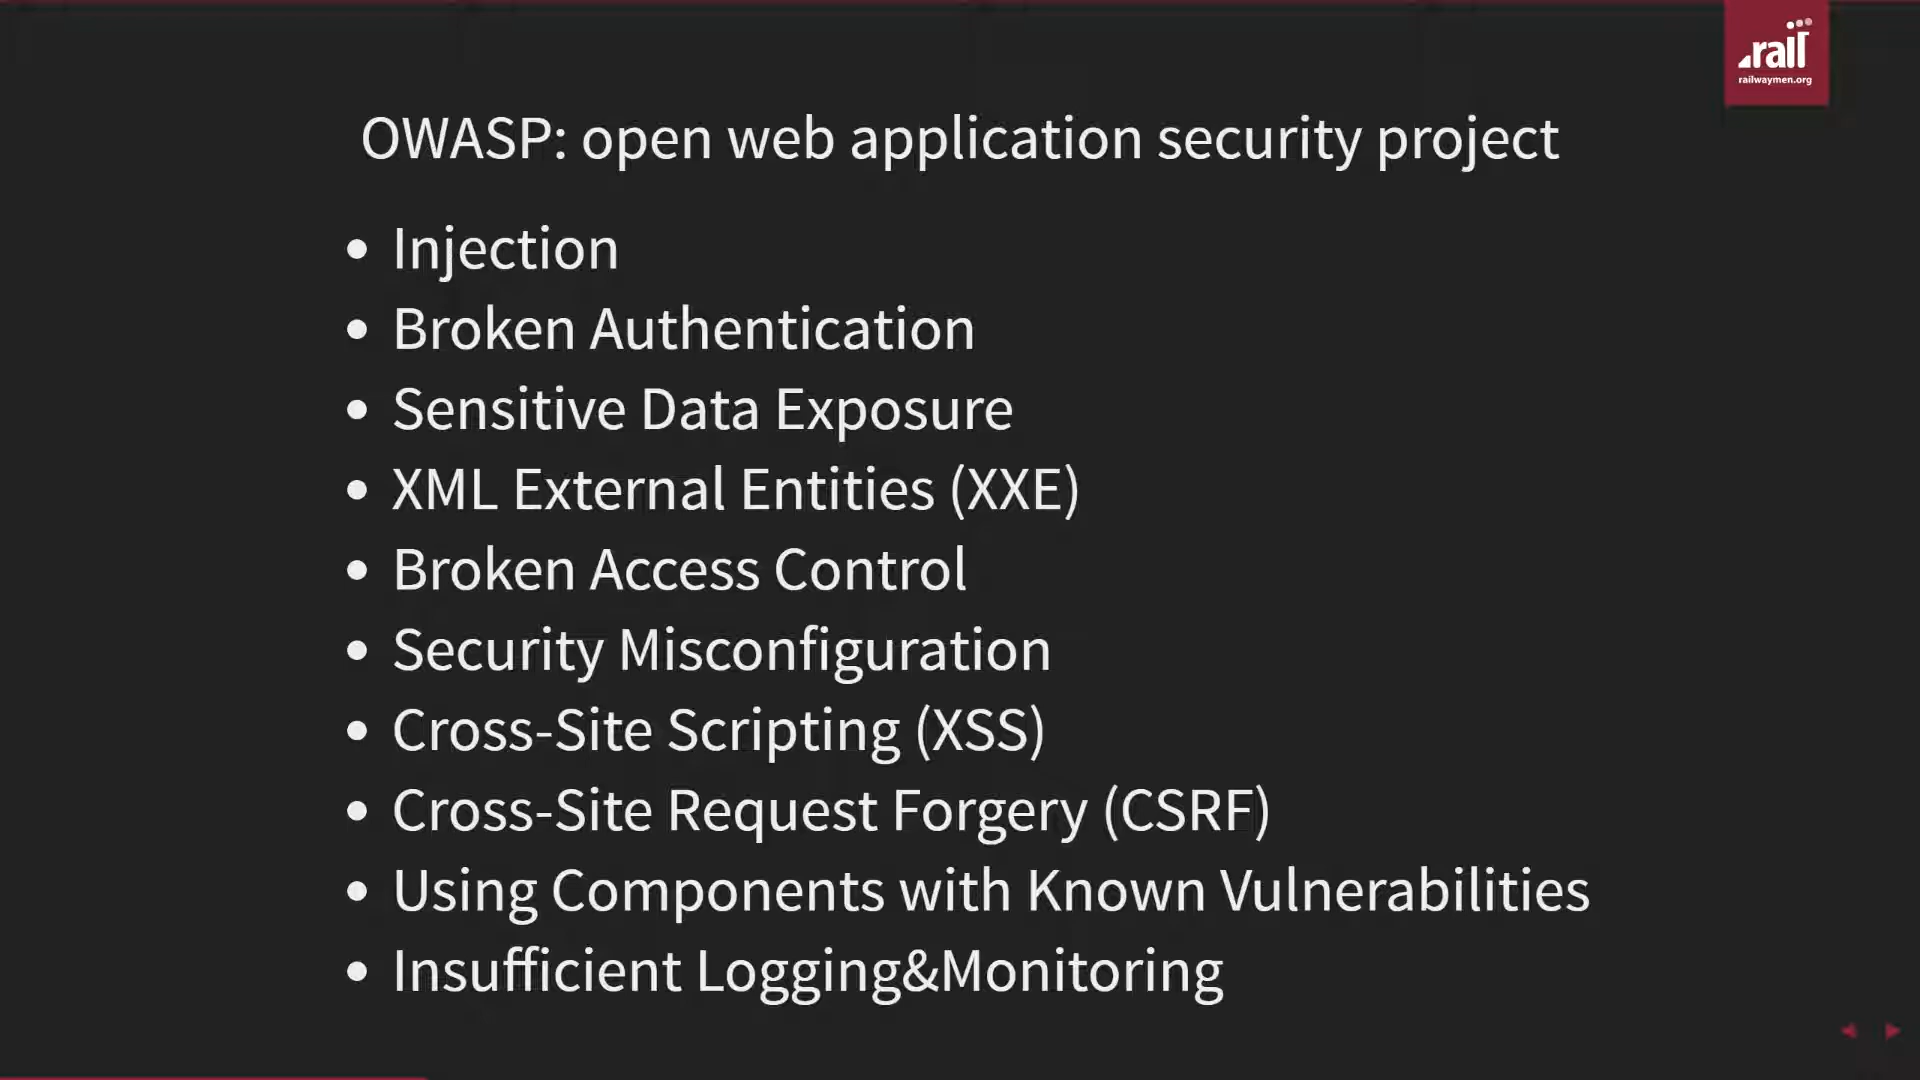 .rail
railwaymen.org
OWASP: open web application security project
Injection
Broken Authentication
Sensitive Data Exposure
XML External Entities (XXE)
Broken Access Control
Security Misconfiguration
Cross-Site Scripting (XSS)
Cross-Site Request Forgery (CSRF)
Using Components with Known Vulnerabilities
Insufficient Logging&Monitoring